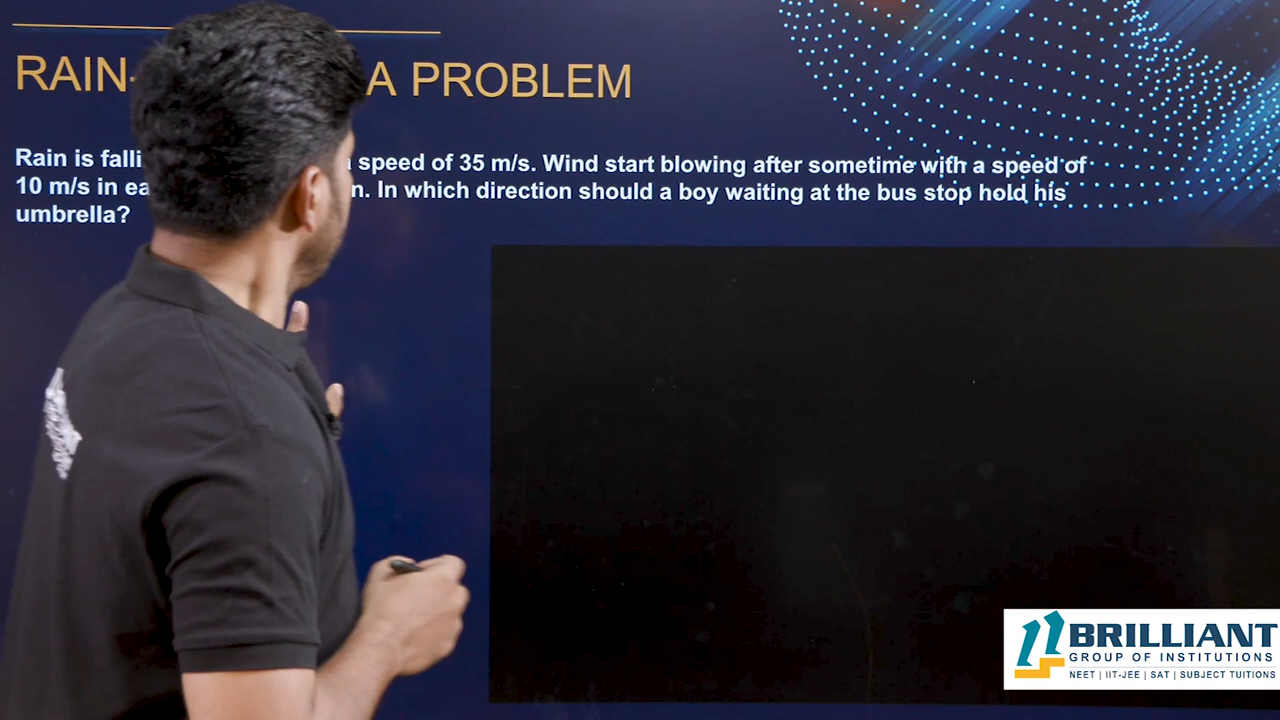 RAIN- A PROBLEM
Rain is falli speed of 35 m/s. Wind start blowing after sometime with a speed of
10 m/s in ea n. In which direction should a boy waiting at the bus stop hold his
umbrella?
BRILLIANT
GROUP OF INSTITUTIONS
NEET | IIT-JEE | SAT | SUBJECT TUITIONS